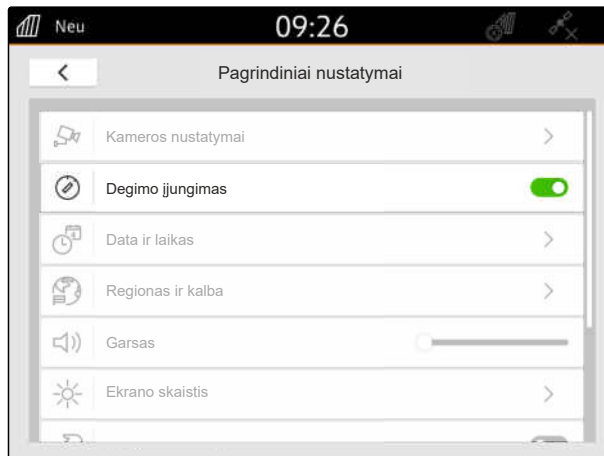 Neu
09:26
Pagrindiniai nustatymai
Kameros nustatymai
Degimo įjungimas
Data ir laikas
Regionas ir kalba
Garsas
Ekrano skaistis